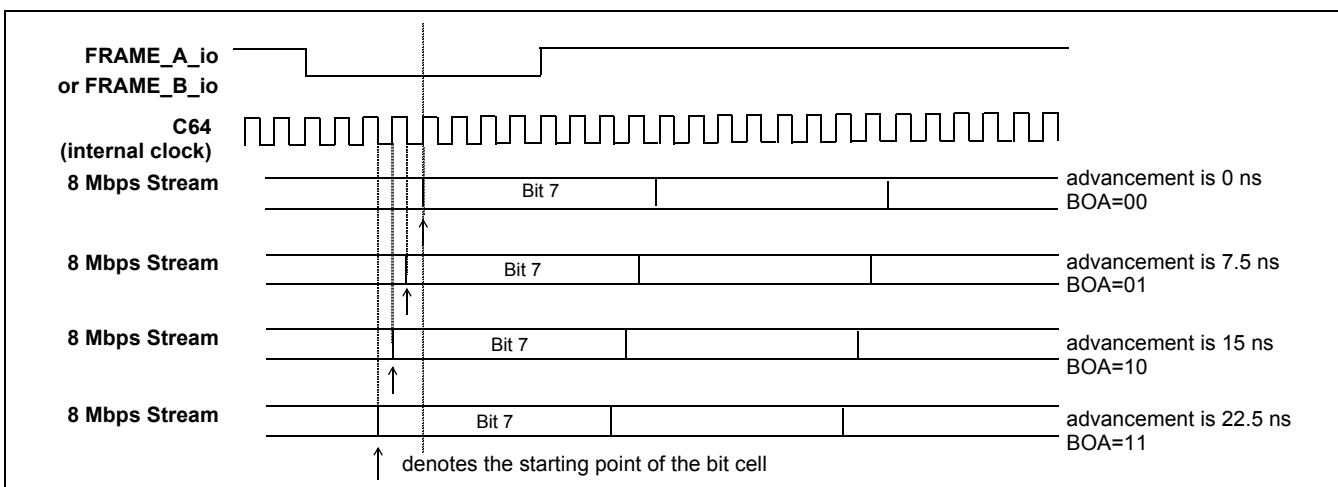 FRAME_A_io
or FRAME_B_io
C64
(internal clock)
8 Mbps Stream
Bit 7
advancement is 0 ns
BOA=00
8 Mbps Stream
Bit 7
advancement is 7.5 ns
BOA=01
8 Mbps Stream
Bit 7
advancement is 15 ns
BOA=10
8 Mbps Stream
Bit 7
advancement is 22.5 ns
BOA=11
denotes the starting point of the bit cell